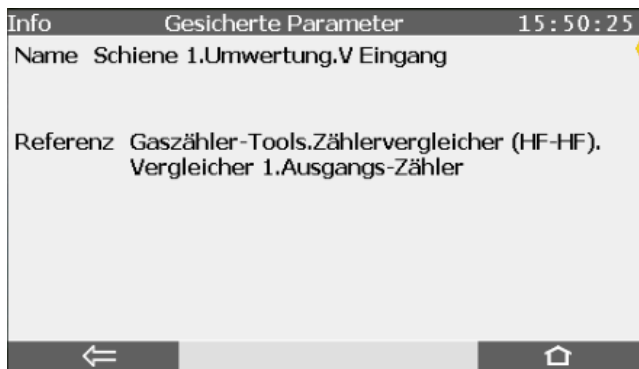 Info Gesicherte Parameter 15:50:25
Name Schiene 1.Umwertung.V Eingang
Referenz Gaszähler-Tools.Zählervergleicher (HF-HF).
Vergleicher 1.Ausgangs-Zähler